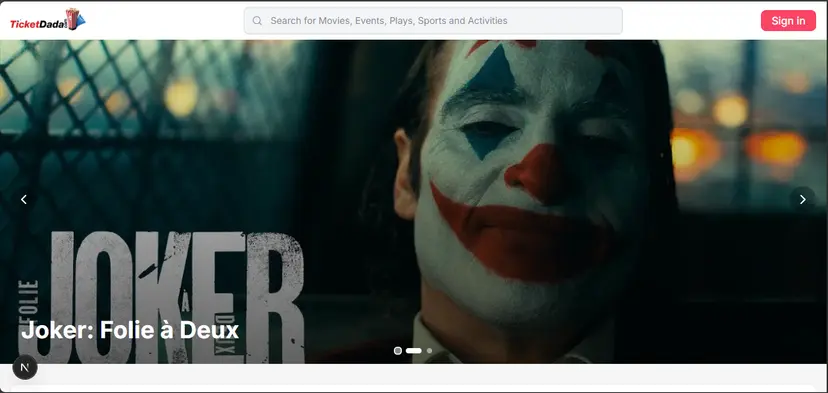 TicketDada
Search for Movies, Events, Plays, Sports and Activities
Sign In
JOKER
FOLIE
À
DEUX
Joker: Folie à Deux
N